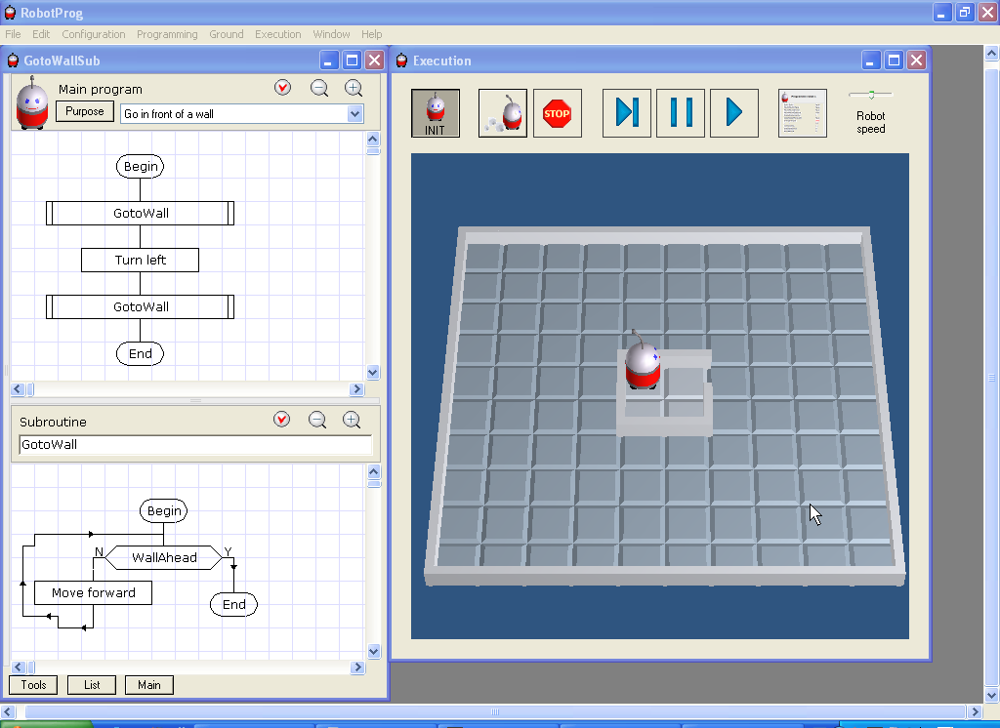 RobotProg
File Edit Configuration Programming Ground Execution Window Help
GotoWallSub
Main program
Purpose
Go in front of a wall
Begin
GotoWall
Turn left
GotoWall
End
Subroutine
GotoWall
Begin
N WallAhead Y
Move forward
End
Tools List Main
Execution
INIT
STOP
Robot
speed